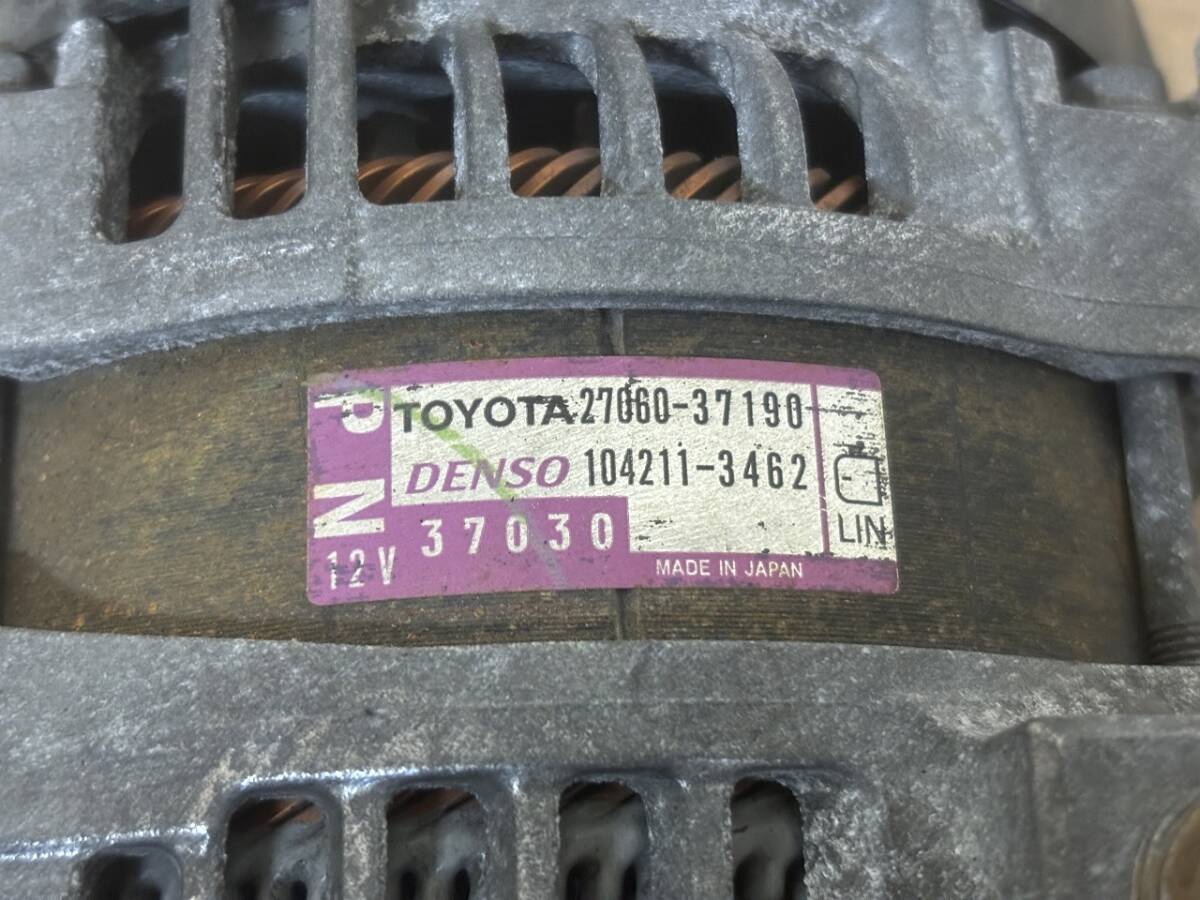 PN
TOYOTA 27060-37190
DENSO 104211-3462
37030
12V
MADE IN JAPAN
LIN